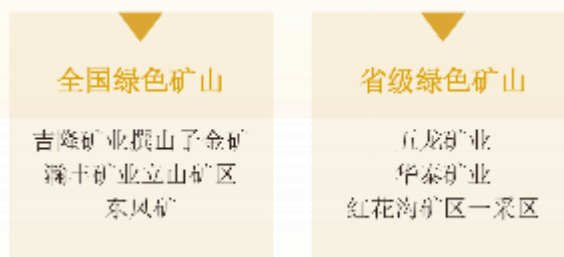 全国绿色矿山
吉隆矿业撰山子金矿
瀚丰矿业立山矿区
东风矿
省级绿色矿山
五龙矿业
华泰矿业
红花沟矿区一采区